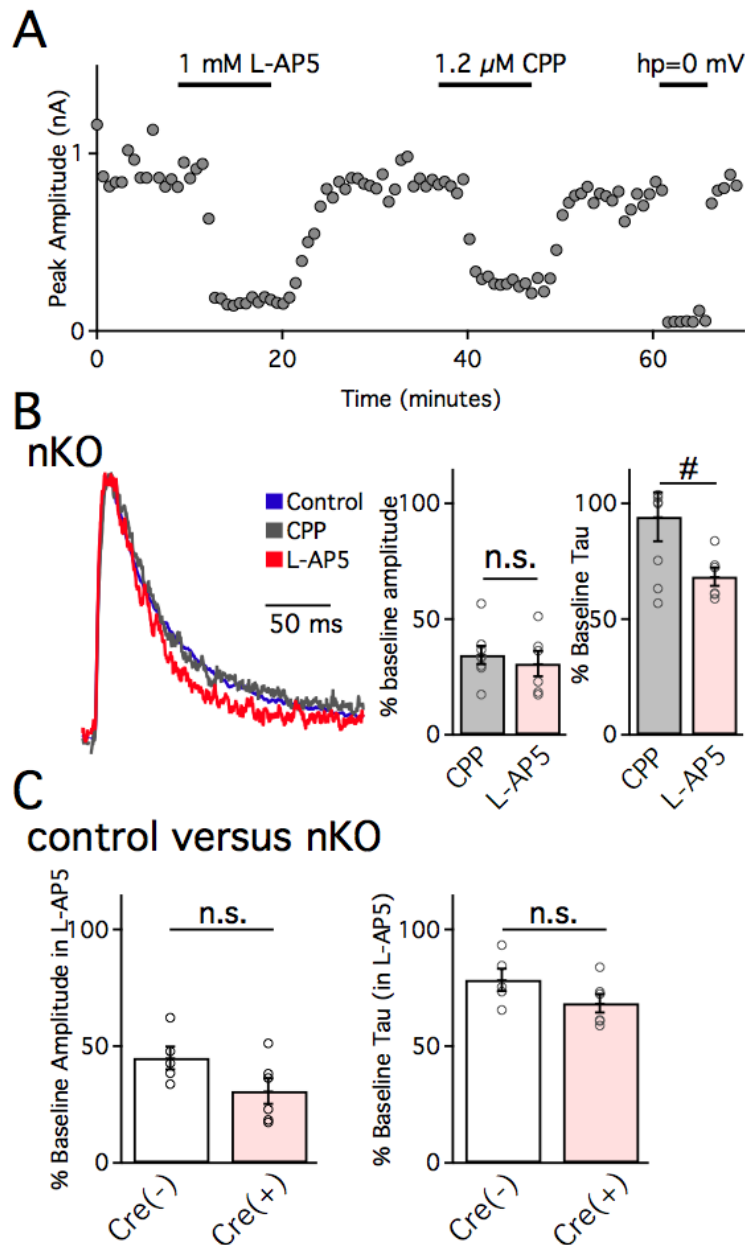 A
1 mM L-AP5 1.2 µM CPP hp=0 mV
Peak Amplitude (nA)
1
0
0 20 40 60
Time (minutes)
B
nKO
Control
CPP
L-AP5
50 ms
% baseline amplitude
100
50
0
n.s.
CPP L-AP5
% Baseline Tau
100
50
0
#
CPP L-AP5
C
control versus nKO
% Baseline Amplitude in L-AP5
100
50
0
n.s.
Cre(-) Cre(+)
% Baseline Tau (in L-AP5)
100
50
0
n.s.
Cre(-) Cre(+)